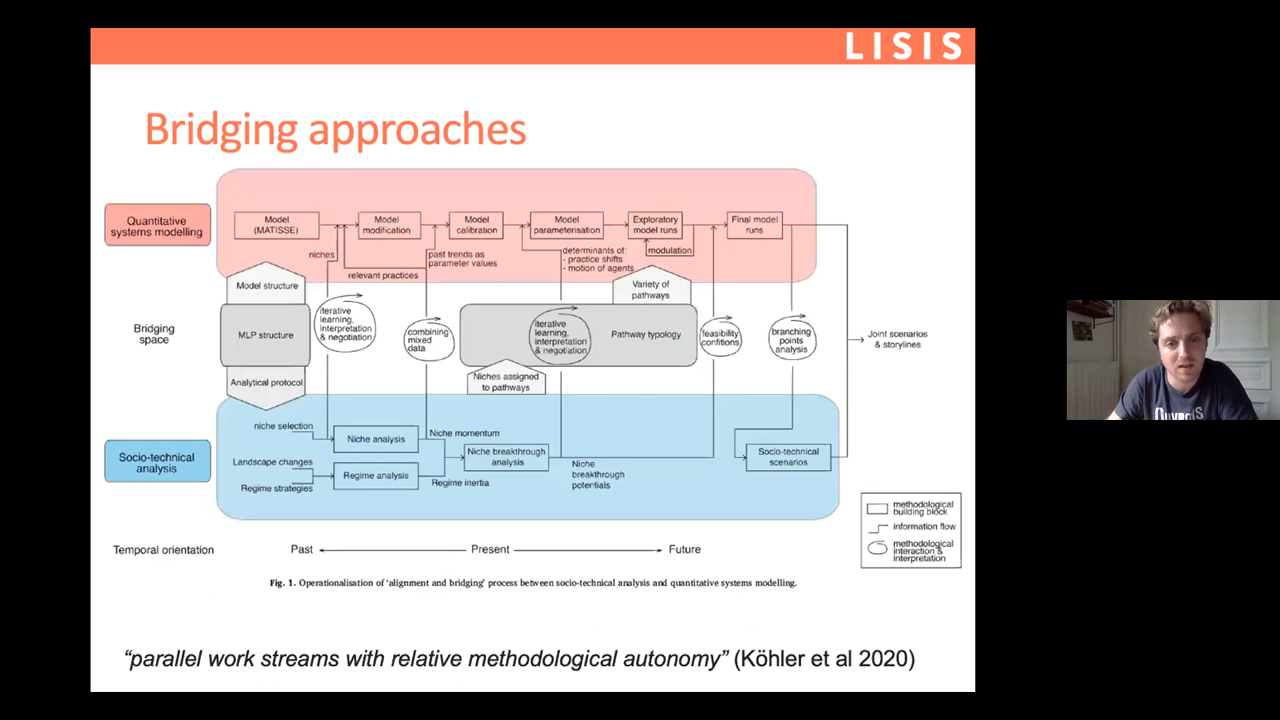 LISIS
Bridging approaches
Quantitative
systems modelling
Model
(MATISSE)
Model
modification
Model
calibration
Model
parameterisation
Exploratory
model runs
Final model
runs
niches
relevant practices
past trends as
parameter values
determinants of:
- practice shifts
- motion of agents
modulation
Bridging
space
Model structure
MLP structure
Analytical protocol
iterative
learning,
interpretation
& negotiation
combining
mixed
data
iterative
learning,
interpretation
& negotiation
Variety of
pathways
Pathway typology
Niches assigned
to pathways
feasibility
confitions
branching
points
analysis
Joint scenarios
& storylines
Socio-technical
analysis
niche selection
Landscape changes
Regime strategies
Niche analysis
Regime analysis
Niche momentum
Regime inertia
Niche breakthrough
analysis
Niche
breakthrough
potentials
Socio-technical
scenarios
methodological
building block
information flow
methodological
interaction &
interpretation
Temporal orientation
Past
Present
Future
Fig. 1. Operationalisation of 'alignment and bridging' process between socio-technical analysis and quantitative systems modelling.
“parallel work streams with relative methodological autonomy” (Köhler et al 2020)